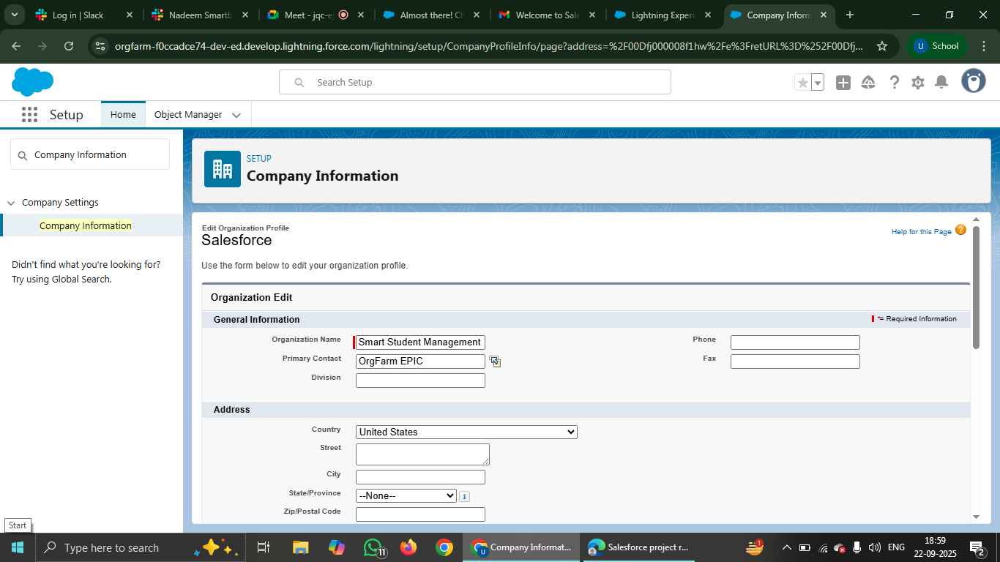 Log in | Slack
Nadeem Smartb
Meet - jqc-e
Almost there! C
Welcome to Sale
Lightning Experi
Company Inform
orgfarm-f0ccadce74-dev-ed.develop.lightning.force.com/lightning/setup/CompanyProfileInfo/page?address=%2F00Dfj000008f1hw%2Fe%3FretURL%3D%252F00Dfj...
U School
Search Setup
Setup
Home
Object Manager
Company Information
Company Settings
Company Information
Didn't find what you're looking for?
Try using Global Search.
SETUP
Company Information
Edit Organization Profile
Salesforce
Help for this Page ?
Use the form below to edit your organization profile.
Organization Edit
General Information
= Required Information
Organization Name Smart Student Management
Phone
Primary Contact OrgFarm EPIC
Fax
Division
Address
Country United States
Street
City
State/Province --None--
Zip/Postal Code
Start
Type here to search
11
Company Informat...
Salesforce project r...
1
ENG
18:59
22-09-2025
2